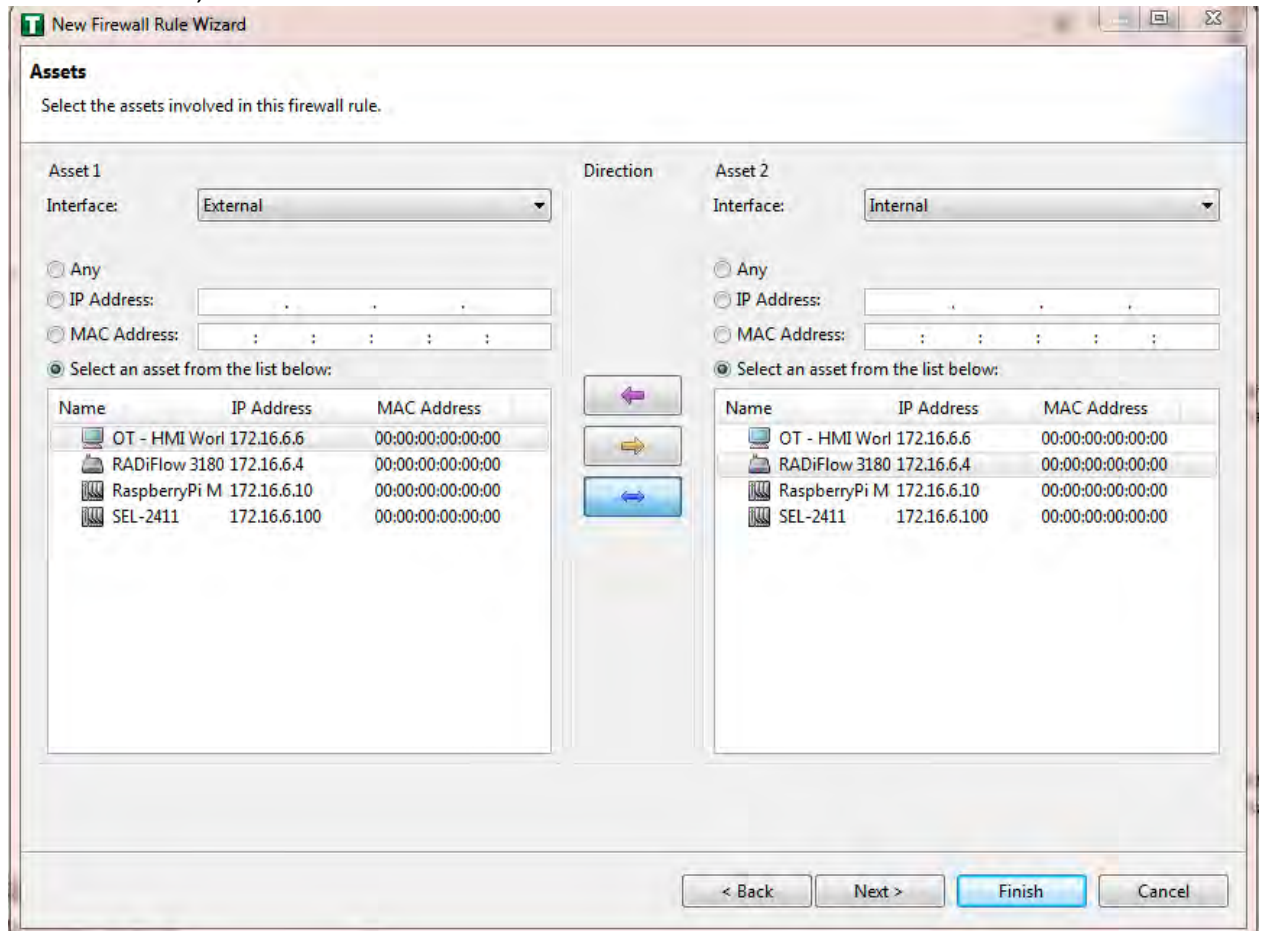 New Firewall Rule Wizard
Assets
Select the assets involved in this firewall rule.
Asset 1 Direction Asset 2
Interface: External Interface: Internal
Any Any
IP Address: . . . IP Address: . . .
MAC Address: : : : : : MAC Address: : : : : :
Select an asset from the list below: Select an asset from the list below:
Name IP Address MAC Address Name IP Address MAC Address
OT - HMI Worl 172.16.6.6 00:00:00:00:00:00 OT - HMI Worl 172.16.6.6 00:00:00:00:00:00
RADiFlow 3180 172.16.6.4 00:00:00:00:00:00 RADiFlow 3180 172.16.6.4 00:00:00:00:00:00
RaspberryPi M 172.16.6.10 00:00:00:00:00:00 RaspberryPi M 172.16.6.10 00:00:00:00:00:00
SEL-2411 172.16.6.100 00:00:00:00:00:00 SEL-2411 172.16.6.100 00:00:00:00:00:00
< Back Next > Finish Cancel